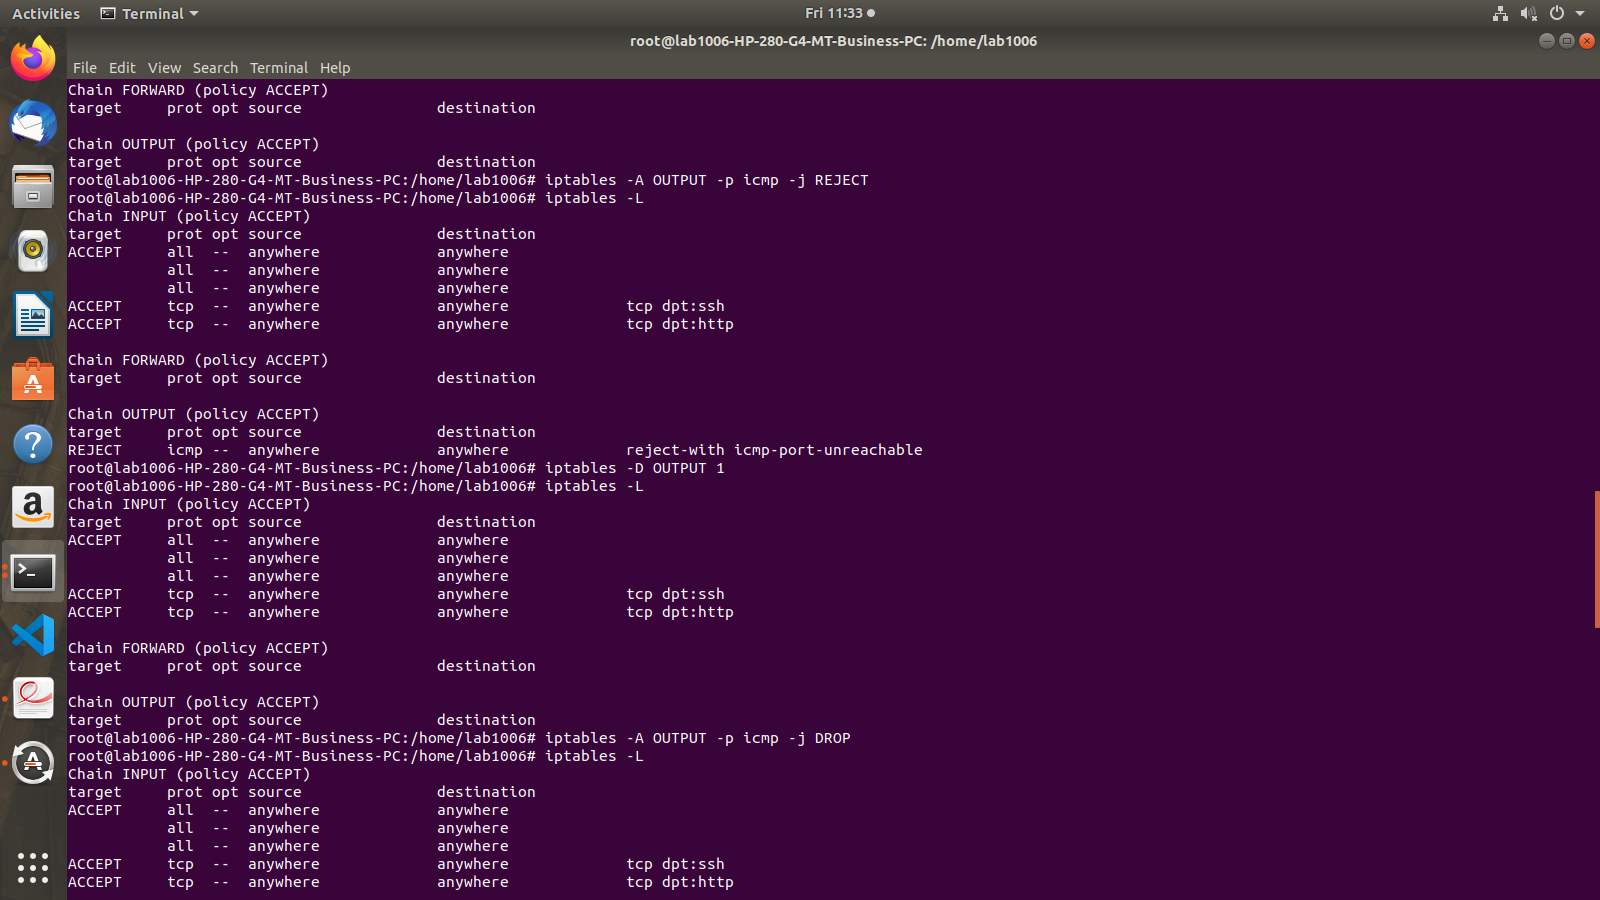 Activities Terminal Fri 11:33
root@lab1006-HP-280-G4-MT-Business-PC: /home/lab1006
File Edit View Search Terminal Help
Chain FORWARD (policy ACCEPT)
target     prot opt source               destination

Chain OUTPUT (policy ACCEPT)
target     prot opt source               destination
root@lab1006-HP-280-G4-MT-Business-PC:/home/lab1006# iptables -A OUTPUT -p icmp -j REJECT
root@lab1006-HP-280-G4-MT-Business-PC:/home/lab1006# iptables -L
Chain INPUT (policy ACCEPT)
target     prot opt source               destination
ACCEPT     all  --  anywhere             anywhere
           all  --  anywhere             anywhere
           all  --  anywhere             anywhere
ACCEPT     tcp  --  anywhere             anywhere             tcp dpt:ssh
ACCEPT     tcp  --  anywhere             anywhere             tcp dpt:http

Chain FORWARD (policy ACCEPT)
target     prot opt source               destination

Chain OUTPUT (policy ACCEPT)
target     prot opt source               destination
REJECT     icmp --  anywhere             anywhere             reject-with icmp-port-unreachable
root@lab1006-HP-280-G4-MT-Business-PC:/home/lab1006# iptables -D OUTPUT 1
root@lab1006-HP-280-G4-MT-Business-PC:/home/lab1006# iptables -L
Chain INPUT (policy ACCEPT)
target     prot opt source               destination
ACCEPT     all  --  anywhere             anywhere
           all  --  anywhere             anywhere
           all  --  anywhere             anywhere
ACCEPT     tcp  --  anywhere             anywhere             tcp dpt:ssh
ACCEPT     tcp  --  anywhere             anywhere             tcp dpt:http

Chain FORWARD (policy ACCEPT)
target     prot opt source               destination

Chain OUTPUT (policy ACCEPT)
target     prot opt source               destination
root@lab1006-HP-280-G4-MT-Business-PC:/home/lab1006# iptables -A OUTPUT -p icmp -j DROP
root@lab1006-HP-280-G4-MT-Business-PC:/home/lab1006# iptables -L
Chain INPUT (policy ACCEPT)
target     prot opt source               destination
ACCEPT     all  --  anywhere             anywhere
           all  --  anywhere             anywhere
           all  --  anywhere             anywhere
ACCEPT     tcp  --  anywhere             anywhere             tcp dpt:ssh
ACCEPT     tcp  --  anywhere             anywhere             tcp dpt:http